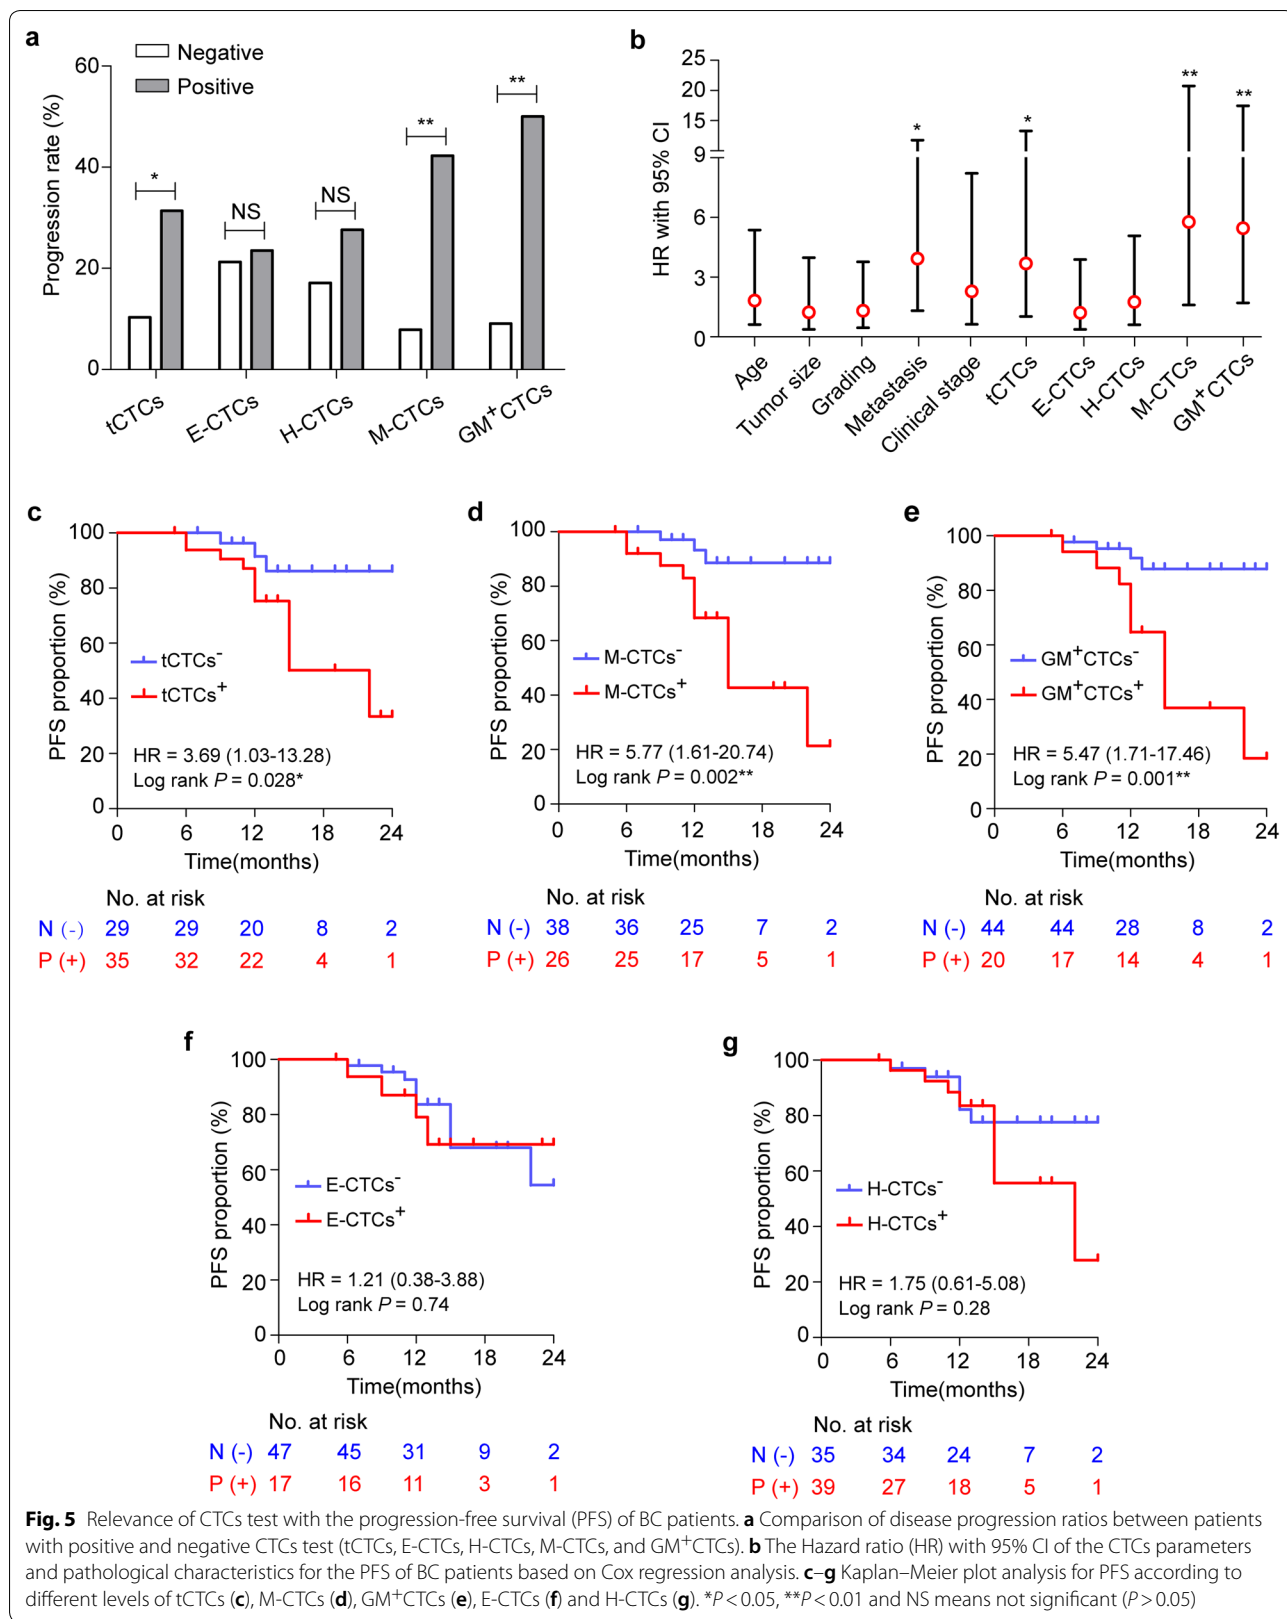 a
Negative
Positive
Progression rate (%)
60
40
20
0
*
NS
NS
**
**
tCTCs
E-CTCs
H-CTCs
M-CTCs
GM⁺CTCs
b
HR with 95% CI
25
20
15
9
6
3
0
*
*
**
**
Age
Tumor size
Grading
Metastasis
Clinical stage
tCTCs
E-CTCs
H-CTCs
M-CTCs
GM⁺CTCs
c
PFS proportion (%)
100
80
60
40
20
0
tCTCs⁻
tCTCs⁺
HR = 3.69 (1.03-13.28)
Log rank P = 0.028*
0 6 12 18 24
Time(months)
No. at risk
N (-) 29 29 20 8 2
P (+) 35 32 22 4 1
d
PFS proportion (%)
100
80
60
40
20
0
M-CTCs⁻
M-CTCs⁺
HR = 5.77 (1.61-20.74)
Log rank P = 0.002**
0 6 12 18 24
Time(months)
No. at risk
N (-) 38 36 25 7 2
P (+) 26 25 17 5 1
e
PFS proportion (%)
100
80
60
40
20
0
GM⁺CTCs⁻
GM⁺CTCs⁺
HR = 5.47 (1.71-17.46)
Log rank P = 0.001**
0 6 12 18 24
Time(months)
No. at risk
N (-) 44 44 28 8 2
P (+) 20 17 14 4 1
f
PFS proportion (%)
100
80
60
40
20
0
E-CTCs⁻
E-CTCs⁺
HR = 1.21 (0.38-3.88)
Log rank P = 0.74
0 6 12 18 24
Time(months)
No. at risk
N (-) 47 45 31 9 2
P (+) 17 16 11 3 1
g
PFS proportion (%)
100
80
60
40
20
0
H-CTCs⁻
H-CTCs⁺
HR = 1.75 (0.61-5.08)
Log rank P = 0.28
0 6 12 18 24
Time(months)
No. at risk
N (-) 35 34 24 7 2
P (+) 39 27 18 5 1
Fig. 5 Relevance of CTCs test with the progression-free survival (PFS) of BC patients. a Comparison of disease progression ratios between patients
with positive and negative CTCs test (tCTCs, E-CTCs, H-CTCs, M-CTCs, and GM⁺CTCs). b The Hazard ratio (HR) with 95% CI of the CTCs parameters
and pathological characteristics for the PFS of BC patients based on Cox regression analysis. c–g Kaplan–Meier plot analysis for PFS according to
different levels of tCTCs (c), M-CTCs (d), GM⁺CTCs (e), E-CTCs (f) and H-CTCs (g). *P < 0.05, **P < 0.01 and NS means not significant (P > 0.05)